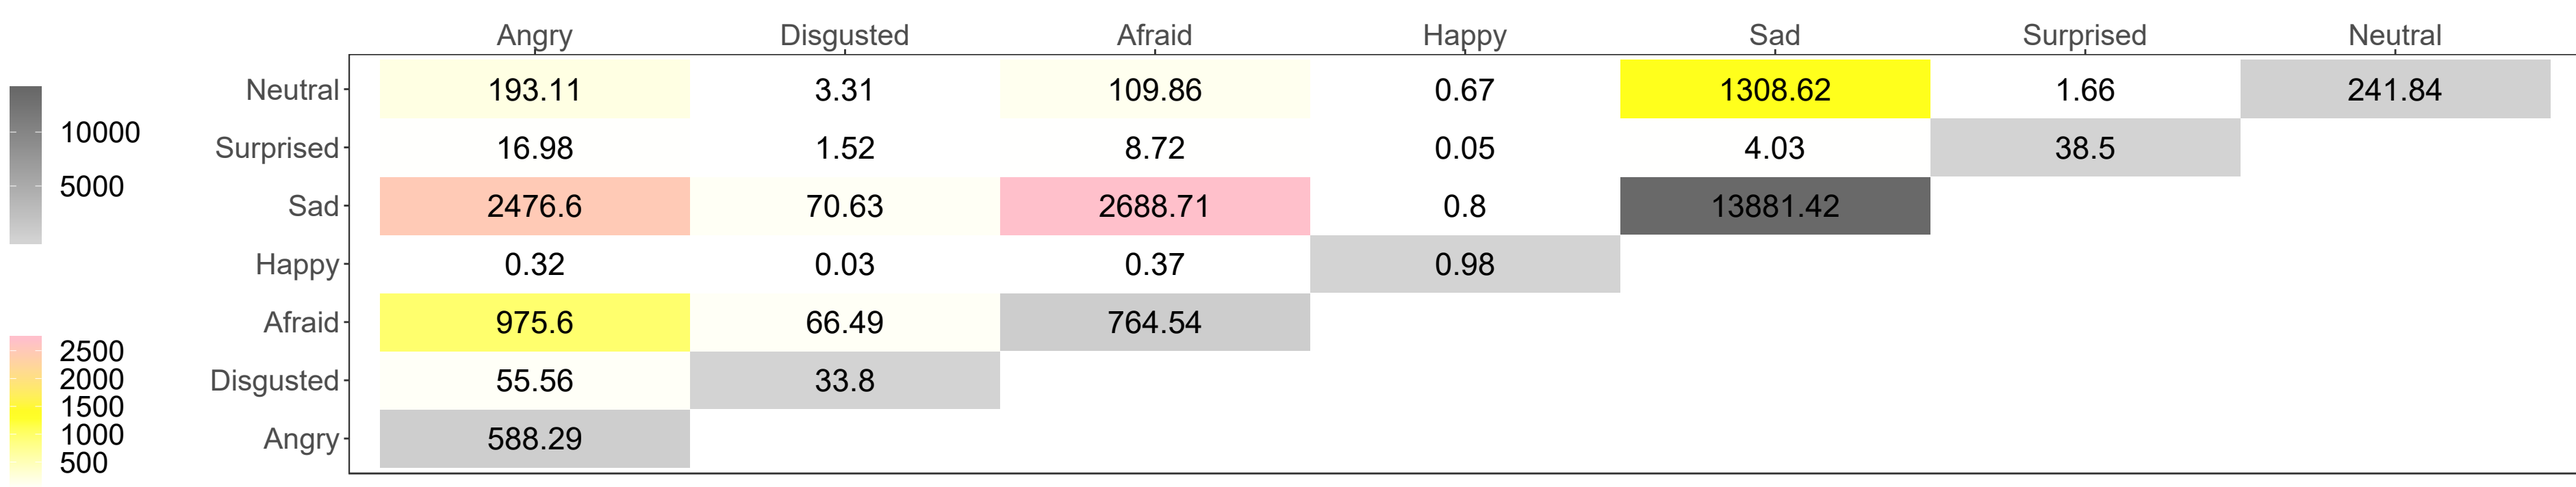 Angry Disgusted Afraid Happy Sad Surprised Neutral
Neutral 193.11 3.31 109.86 0.67 1308.62 1.66 241.84
Surprised 16.98 1.52 8.72 0.05 4.03 38.5
Sad 2476.6 70.63 2688.71 0.8 13881.42
Happy 0.32 0.03 0.37 0.98
Afraid 975.6 66.49 764.54
Disgusted 55.56 33.8
Angry 588.29
10000
5000
2500
2000
1500
1000
500